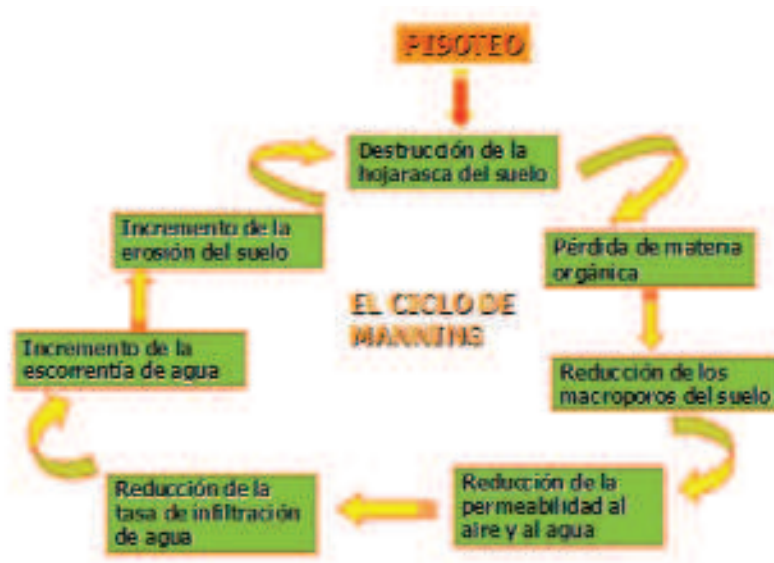 PISOTEO
Destrucción de la
hojarasca del suelo
Pérdida de materia
orgánica
Reducción de los
macroporos del suelo
Reducción de la
permeabilidad al
aire y al agua
Reducción de la
tasa de infiltración
de agua
Incremento de la
escorrentía de agua
Incremento de la
erosión del suelo
EL CICLO DE
MANNING